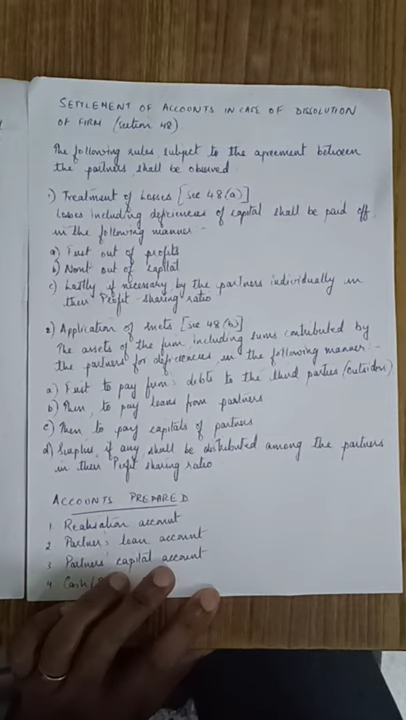 SETTLEMENT OF ACCOUNTS IN CASE OF DISSOLUTION
OF FIRM (section 48)
The following rules, subject to the agreement between
the partners shall be observed
1) Treatment of Losses [Sec 48(a)]
Losses including deficiencies of capital shall be paid off
in the following manner -
a) First out of profits
b) Next out of capital
c) Lastly if necessary, by the partners individually in
their Profit-sharing ratio
2) Application of Assets [Sec 48(b)]
The assets of the firm, including sums contributed by
the partners for deficiencies in the following manner :-
a) First to pay firm's debts to the third parties (outsiders)
b) Then, to pay loans from partners
c) Then to pay capitals of partners
d) Surplus, if any shall be distributed among the partners
in their Profit sharing ratio
ACCOUNTS PREPARED
1. Realisation account
2 Partner's loan account
3 Partners' capital account
4. Cash/